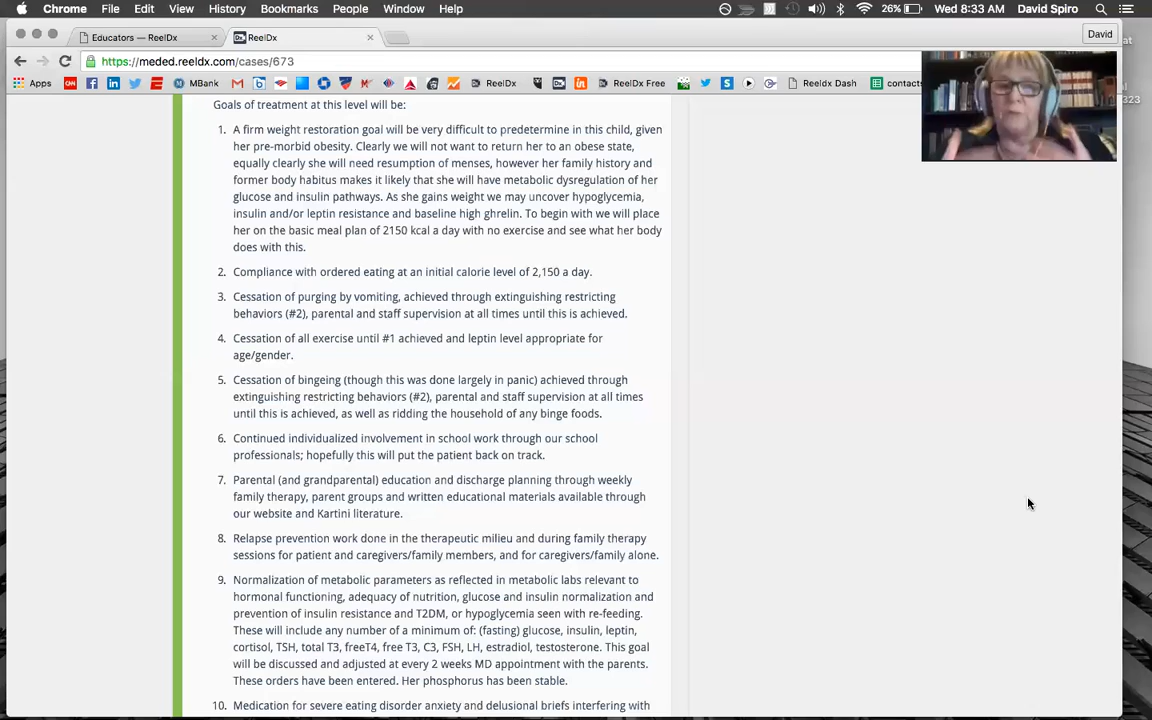 Chrome File Edit View History Bookmarks People Window Help 26% Wed 8:33 AM David Spiro
Educators — ReelDx ReelDx David
https://meded.reeldx.com/cases/673
Apps MBank ReelDx ReelDx Free Reeldx Dash contacts
Goals of treatment at this level will be:
1. A firm weight restoration goal will be very difficult to predetermine in this child, given
her pre-morbid obesity. Clearly we will not want to return her to an obese state,
equally clearly she will need resumption of menses, however her family history and
former body habitus makes it likely that she will have metabolic dysregulation of her
glucose and insulin pathways. As she gains weight we may uncover hypoglycemia,
insulin and/or leptin resistance and baseline high ghrelin. To begin with we will place
her on the basic meal plan of 2150 kcal a day with no exercise and see what her body
does with this.
2. Compliance with ordered eating at an initial calorie level of 2,150 a day.
3. Cessation of purging by vomiting, achieved through extinguishing restricting
behaviors (#2), parental and staff supervision at all times until this is achieved.
4. Cessation of all exercise until #1 achieved and leptin level appropriate for
age/gender.
5. Cessation of bingeing (though this was done largely in panic) achieved through
extinguishing restricting behaviors (#2), parental and staff supervision at all times
until this is achieved, as well as ridding the household of any binge foods.
6. Continued individualized involvement in school work through our school
professionals; hopefully this will put the patient back on track.
7. Parental (and grandparental) education and discharge planning through weekly
family therapy, parent groups and written educational materials available through
our website and Kartini literature.
8. Relapse prevention work done in the therapeutic milieu and during family therapy
sessions for patient and caregivers/family members, and for caregivers/family alone.
9. Normalization of metabolic parameters as reflected in metabolic labs relevant to
hormonal functioning, adequacy of nutrition, glucose and insulin normalization and
prevention of insulin resistance and T2DM, or hypoglycemia seen with re-feeding.
These will include any number of a minimum of: (fasting) glucose, insulin, leptin,
cortisol, TSH, total T3, freeT4, free T3, C3, FSH, LH, estradiol, testosterone. This goal
will be discussed and adjusted at every 2 weeks MD appointment with the parents.
These orders have been entered. Her phosphorus has been stable.
10. Medication for severe eating disorder anxiety and delusional briefs interfering with